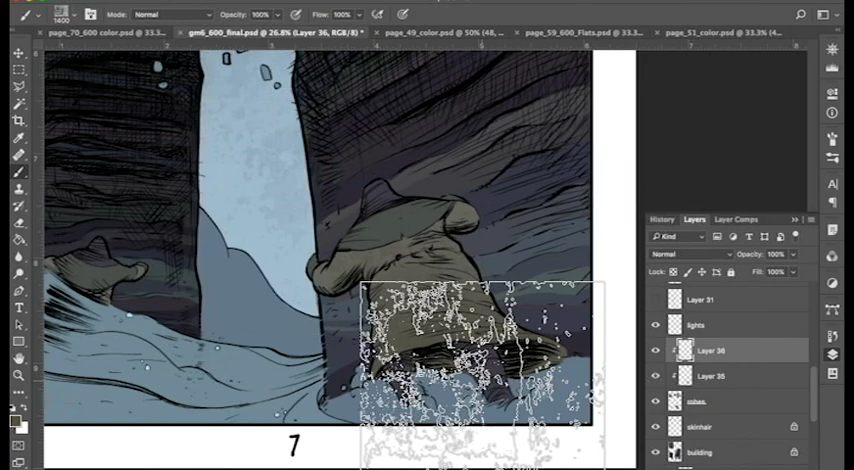 1400 Mode: Normal Opacity: 100% Flow: 100%
page_70_600 color.psd @ 33.3... gm6_600_final.psd @ 26.8% (Layer 36, RGB/8) * page_49_color.psd @ 50% (48, ... page_59_600_Flats.psd @ 33.3... page_51_color.psd @ 33.3% (4...
History Layers Layer Comps
Kind
Normal Opacity: 100%
Lock: Fill: 100%
Layer 31
lights
Layer 36
Layer 35
skinhair
building
7